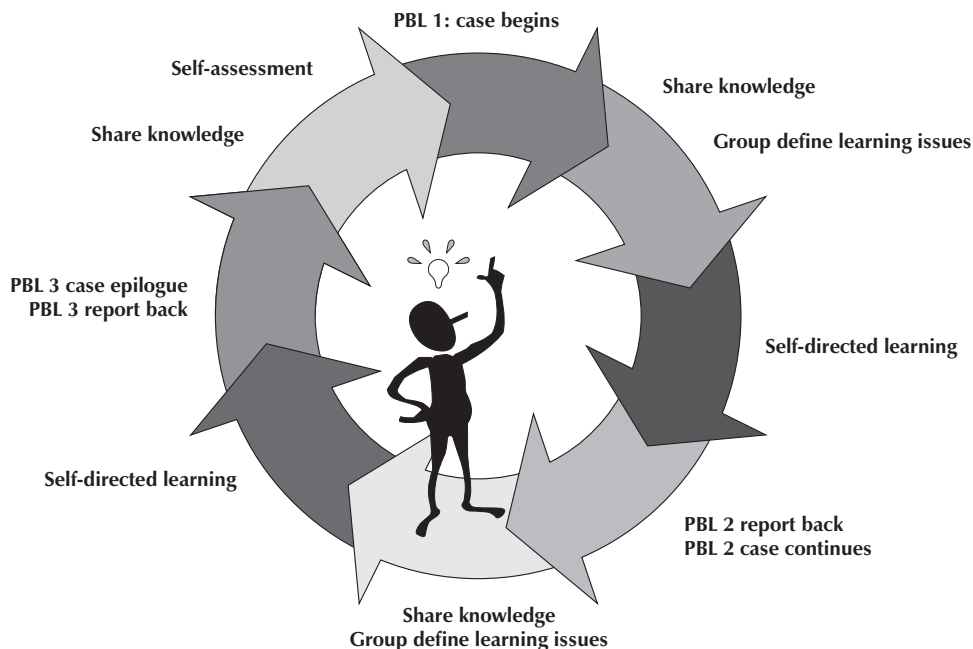 PBL 1: case begins
Share knowledge
Group define learning issues
Self-directed learning
PBL 2 report back
PBL 2 case continues
Share knowledge
Group define learning issues
Self-directed learning
PBL 3 case epilogue
PBL 3 report back
Share knowledge
Self-assessment